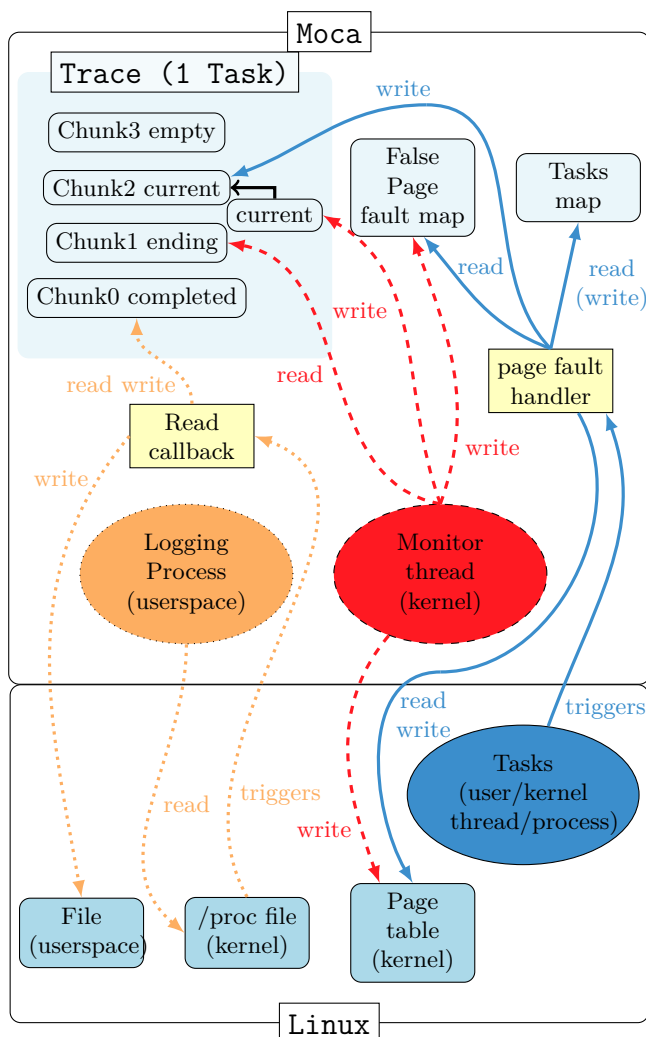 Moca
Trace (1 Task)
Chunk3 empty
write
False
Page
fault map
Tasks
map
Chunk2 current
current
Chunk1 ending
read
read
(write)
Chunk0 completed
write
read write
read
page fault
handler
Read
callback
write
write
Logging
Process
(userspace)
Monitor
thread
(kernel)
read
write
triggers
Tasks
(user/kernel
thread/process)
read
triggers
write
File
(userspace)
/proc file
(kernel)
Page
table
(kernel)
Linux